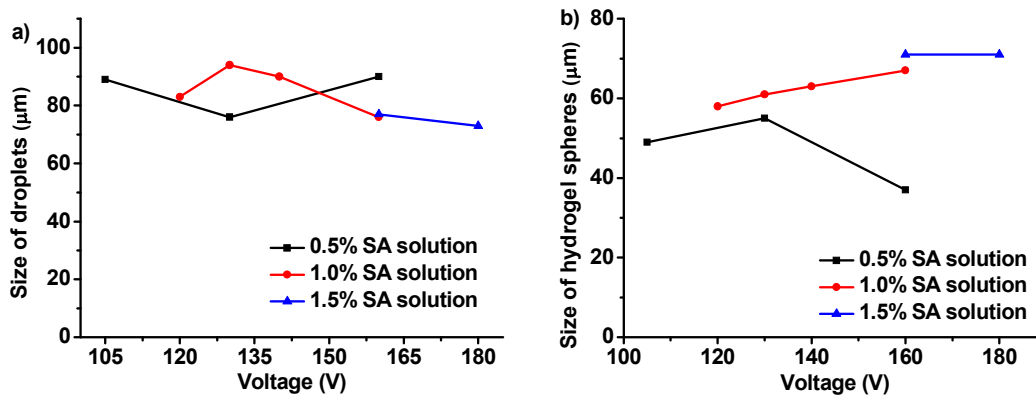 a)
Size of droplets (μm)
100
80
60
40
20
0
0.5% SA solution
1.0% SA solution
1.5% SA solution
105 120 130 135 150 165 180
Voltage (V)
b)
Size of hydrogel spheres (μm)
80
60
40
20
0
0.5% SA solution
1.0% SA solution
1.5% SA solution
100 120 140 160 180
Voltage (V)